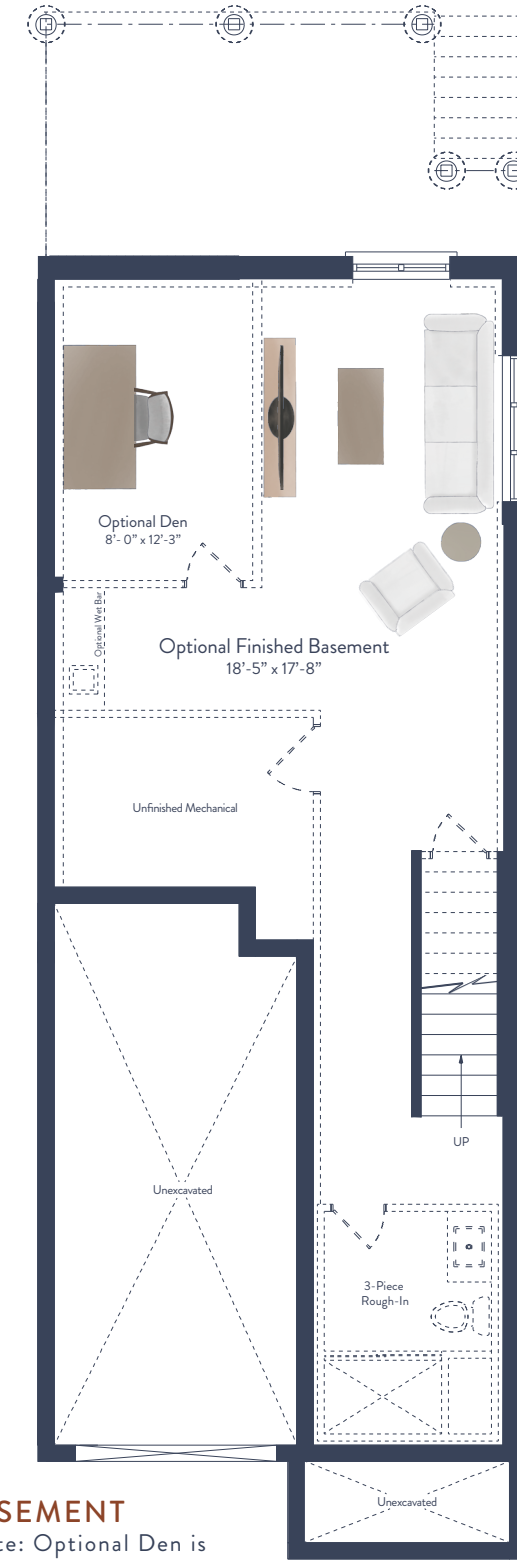 Optional Den
8’- 0” x 12’-3”
Optional Wet Bar
Optional Finished Basement
18’-5” x 17’-8”
Unfinished Mechanical
UP
Unexcavated
3-Piece
Rough-In
Unexcavated
SEMENT
te: Optional Den is